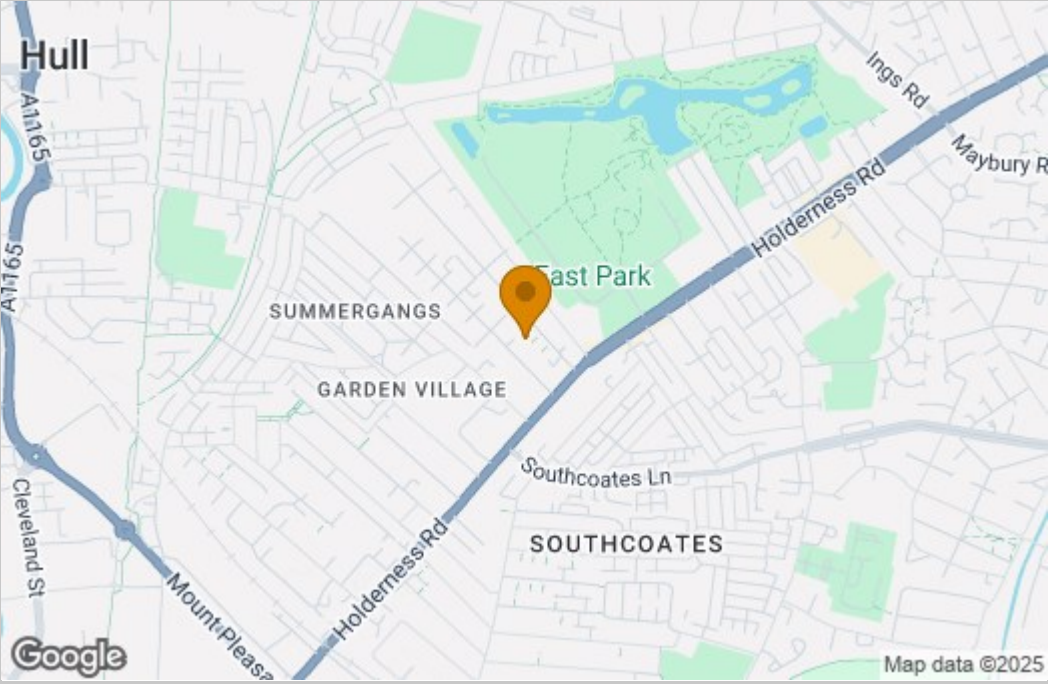 Hull
Ings Rd
A1165
Maybury R
Holderness Rd
A1165
East Park
SUMMERGANGS
GARDEN VILLAGE
Southcoates Ln
Cleveland St
SOUTHCOATES
Holderness Rd
Mount Pleasa
Google
Map data ©2025